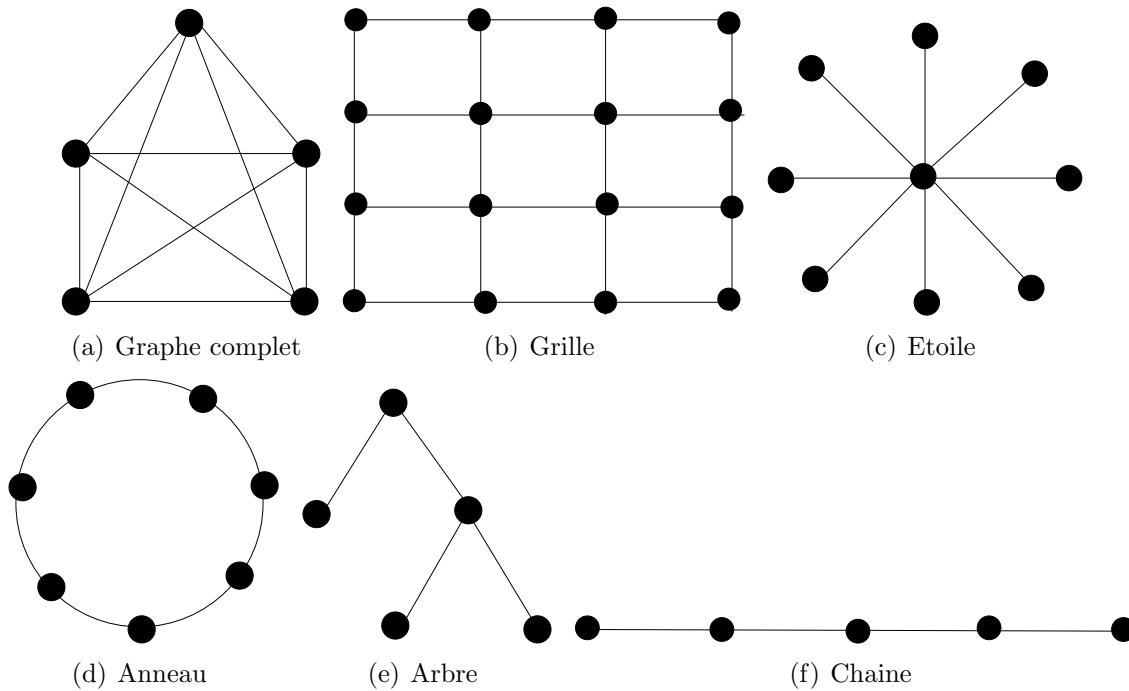 (a) Graphe complet
(b) Grille
(c) Etoile
(d) Anneau
(e) Arbre
(f) Chaine